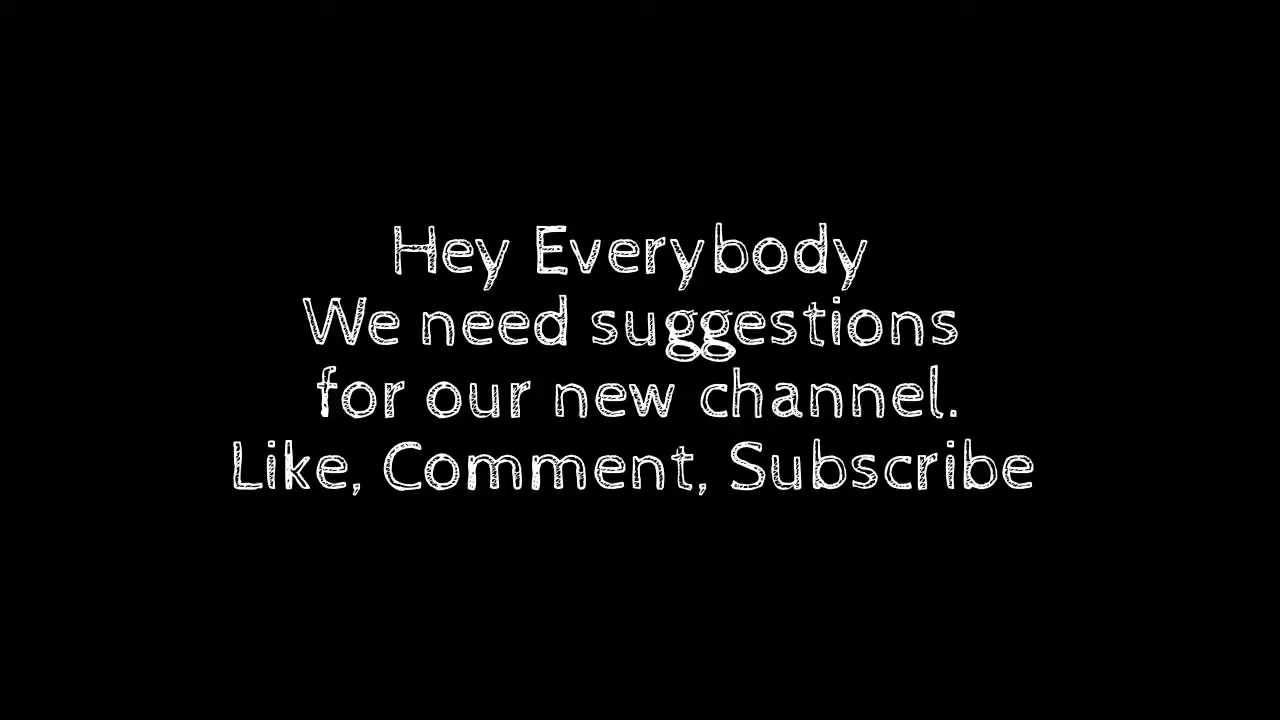 Hey Everybody
We need suggestions
for our new channel.
Like, Comment, Subscribe